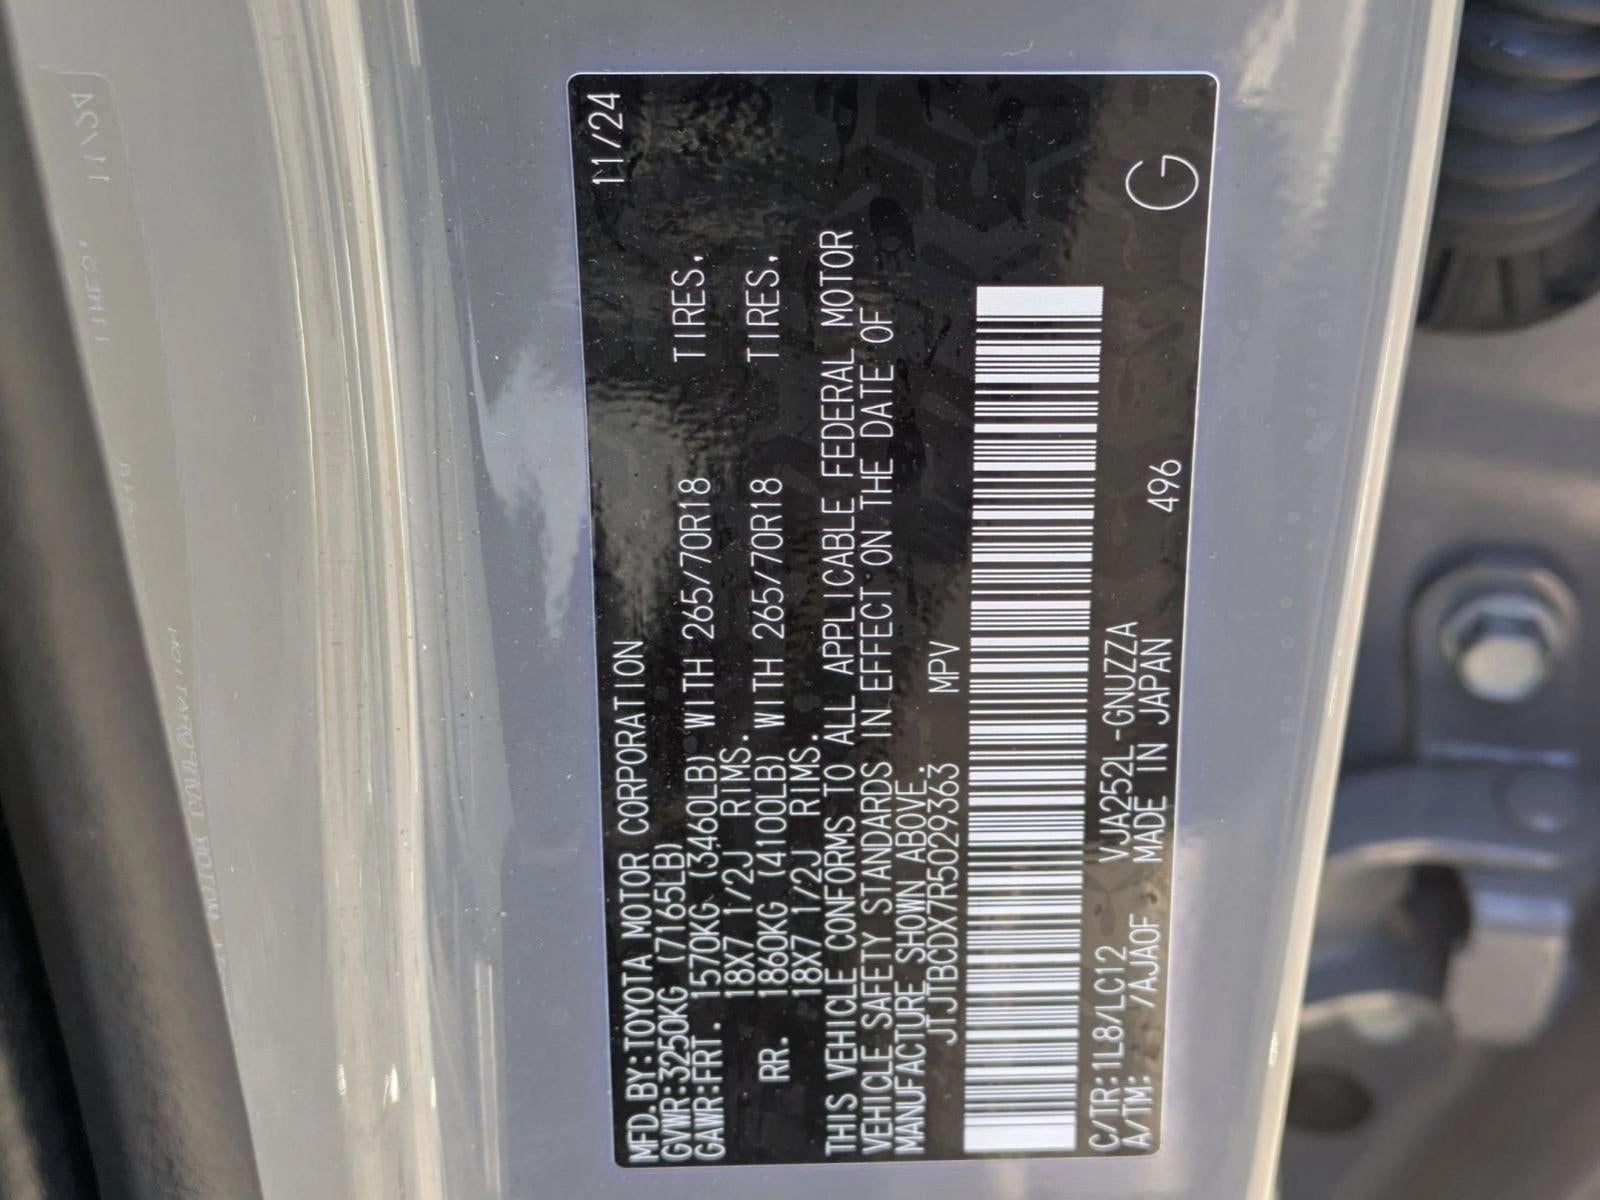 MFD.BY:TOYOTA MOTOR CORPORATION 11/24
GVWR:3250KG (7165LB)
GAWR:FRT. 1570KG (3460LB) WITH 265/70R18 TIRES.
18X7 1/2J RIMS.
RR. 1860KG (4100LB) WITH 265/70R18 TIRES.
18X7 1/2J RIMS.
THIS VEHICLE CONFORMS TO ALL APPLICABLE FEDERAL MOTOR
VEHICLE SAFETY STANDARDS IN EFFECT ON THE DATE OF
MANUFACTURE SHOWN ABOVE.
JTJTBCDX7R5029363 MPV
C/TR:1L8/LC12 VJA252L-GNUZZA
A/TM: /AJA0F MADE IN JAPAN 496 G